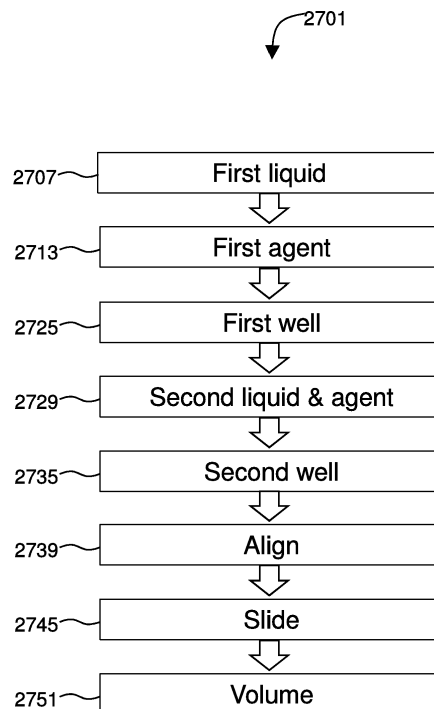 2701
2707 First liquid
2713 First agent
2725 First well
2729 Second liquid & agent
2735 Second well
2739 Align
2745 Slide
2751 Volume